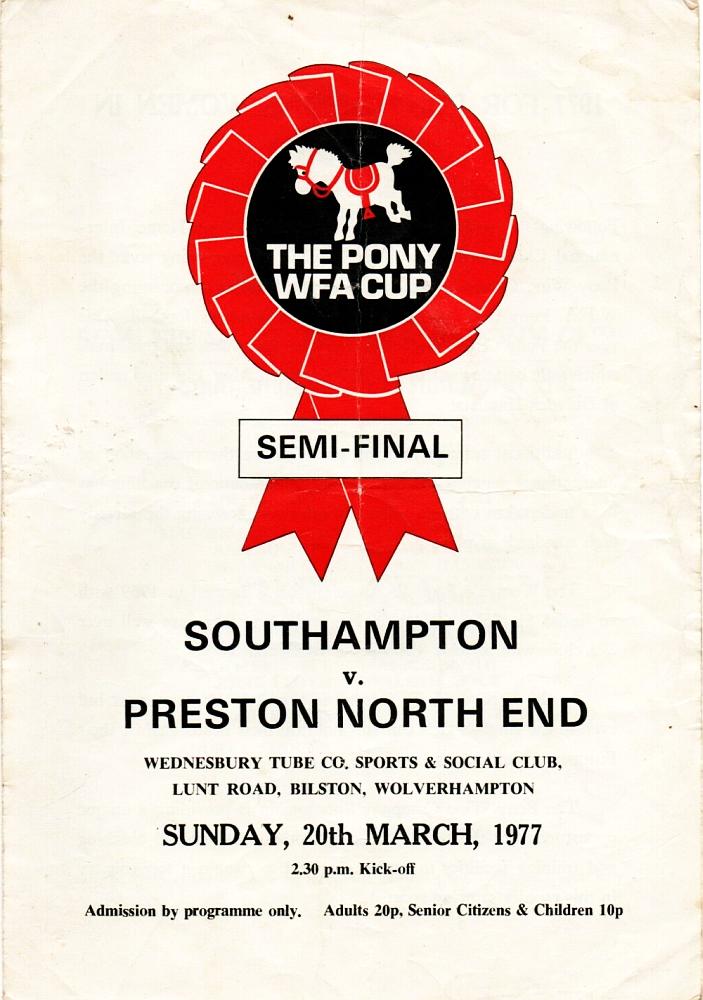 THE PONY
WFA CUP
SEMI-FINAL
SOUTHAMPTON
v.
PRESTON NORTH END
WEDNESBURY TUBE CO. SPORTS & SOCIAL CLUB,
LUNT ROAD, BILSTON, WOLVERHAMPTON
SUNDAY, 20th MARCH, 1977
2.30 p.m. Kick-off
Admission by programme only. Adults 20p, Senior Citizens & Children 10p